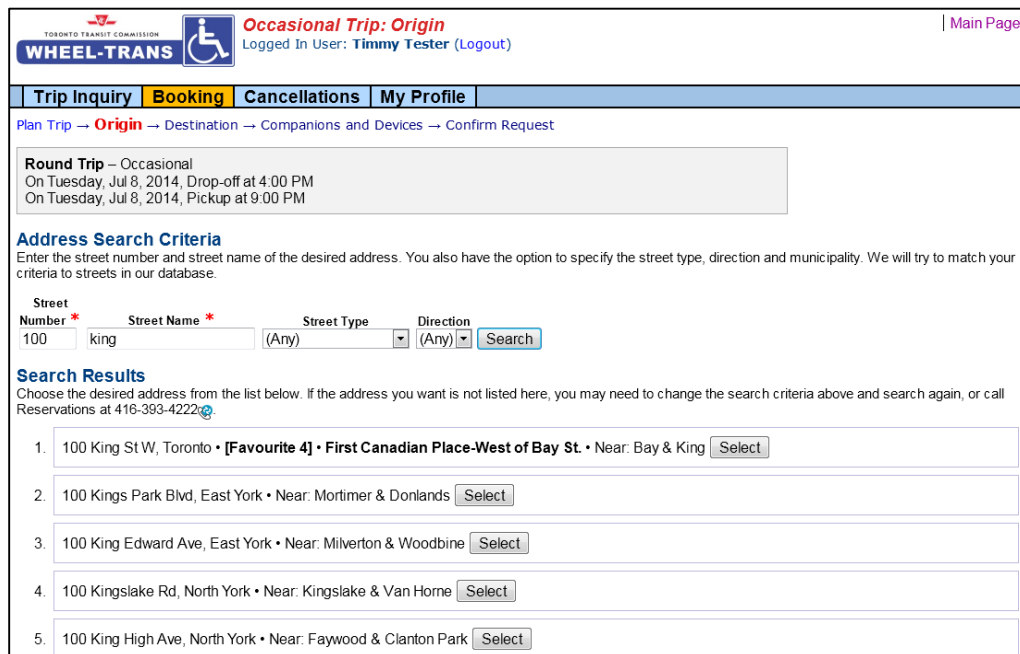 TORONTO TRANSIT COMMISSION
WHEEL-TRANS
Occasional Trip: Origin
Logged In User: Timmy Tester (Logout)
Main Page
Trip Inquiry Booking Cancellations My Profile
Plan Trip → Origin → Destination → Companions and Devices → Confirm Request
Round Trip – Occasional
On Tuesday, Jul 8, 2014, Drop-off at 4:00 PM
On Tuesday, Jul 8, 2014, Pickup at 9:00 PM
Address Search Criteria
Enter the street number and street name of the desired address. You also have the option to specify the street type, direction and municipality. We will try to match your
criteria to streets in our database.
Street
Number * Street Name * Street Type Direction
100 king (Any) (Any) Search
Search Results
Choose the desired address from the list below. If the address you want is not listed here, you may need to change the search criteria above and search again, or call
Reservations at 416-393-4222.
1. 100 King St W, Toronto • [Favourite 4] • First Canadian Place-West of Bay St. • Near: Bay & King Select
2. 100 Kings Park Blvd, East York • Near: Mortimer & Donlands Select
3. 100 King Edward Ave, East York • Near: Milverton & Woodbine Select
4. 100 Kingslake Rd, North York • Near: Kingslake & Van Horne Select
5. 100 King High Ave, North York • Near: Faywood & Clanton Park Select